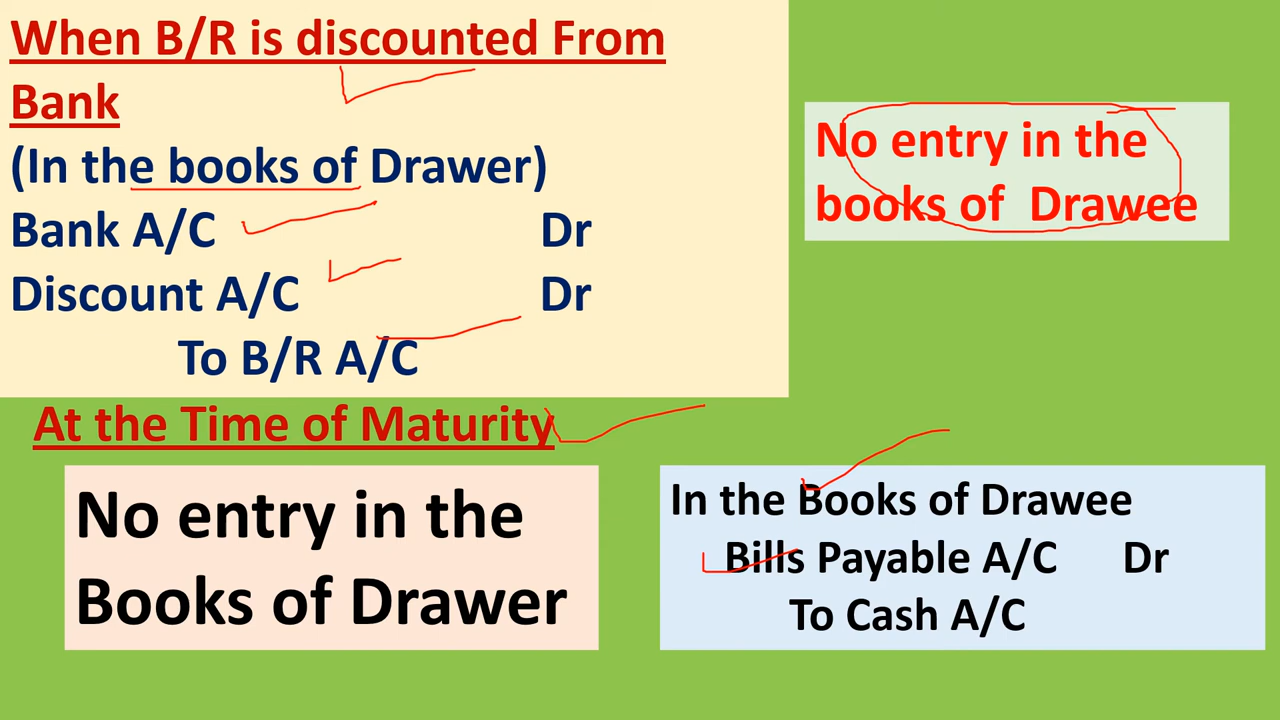 When B/R is discounted From
Bank
(In the books of Drawer)
Bank A/C Dr
Discount A/C Dr
To B/R A/C
No entry in the
books of Drawee
At the Time of Maturity
No entry in the
Books of Drawer
In the Books of Drawee
Bills Payable A/C Dr
To Cash A/C